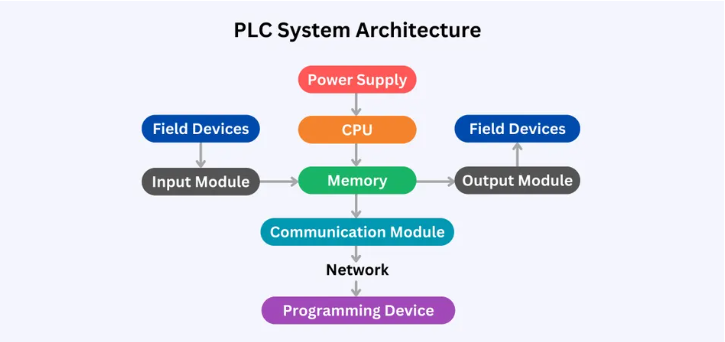 PLC System Architecture
Power Supply
Field Devices
CPU
Field Devices
Input Module
Memory
Output Module
Communication Module
Network
Programming Device